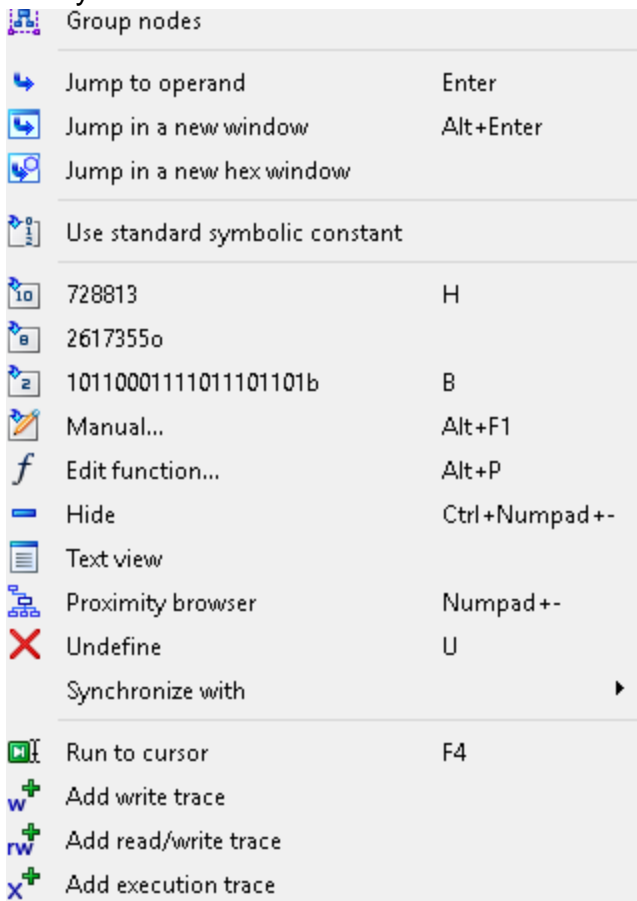 Group nodes
Jump to operand Enter
Jump in a new window Alt+Enter
Jump in a new hex window
Use standard symbolic constant
728813 H
2617355o
10110001111011101101b B
Manual... Alt+F1
Edit function... Alt+P
Hide Ctrl+Numpad+-
Text view
Proximity browser Numpad+-
Undefine U
Synchronize with
Run to cursor F4
Add write trace
Add read/write trace
Add execution trace